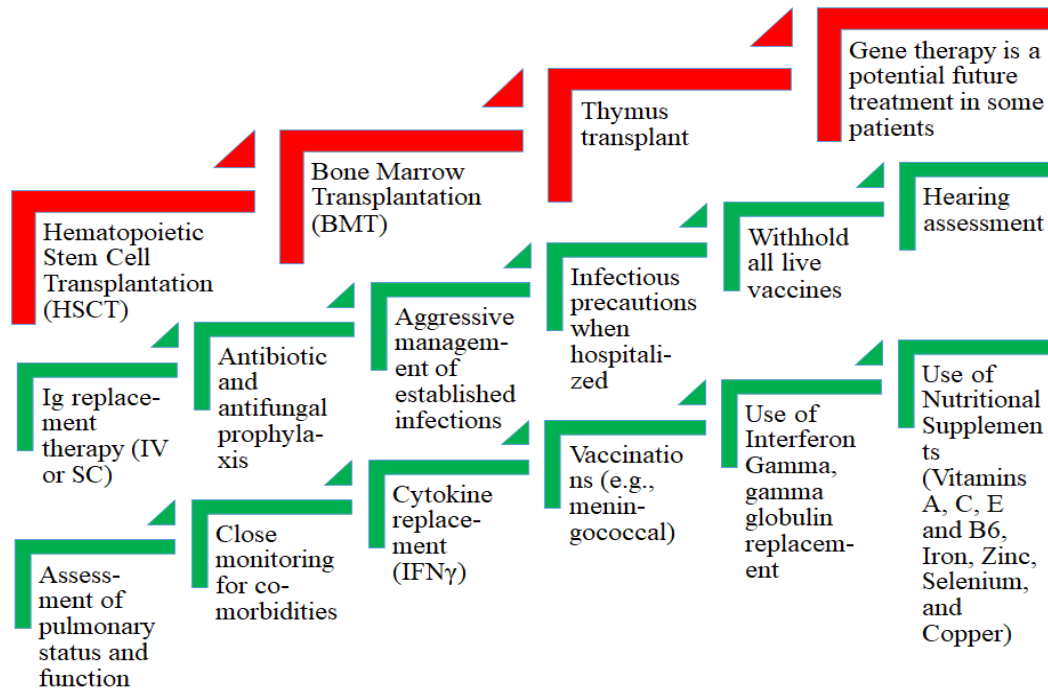 Hematopoietic
Stem Cell
Transplantation
(HSCT)
Bone Marrow
Transplantation
(BMT)
Thymus
transplant
Gene therapy is a
potential future
treatment in some
patients
Ig replace-
ment
therapy (IV
or SC)
Antibiotic
and
antifungal
prophyla-
xis
Aggressive
manage-
ment of
established
infections
Infectious
precautions
when
hospitali-
zed
Withhold
all live
vaccines
Hearing
assessment
Assess-
ment of
pulmonary
status and
function
Close
monitoring
for co-
morbidities
Cytokine
replace-
ment
(IFNγ)
Vaccinatio
ns (e.g.,
menin-
gococcal)
Use of
Interferon
Gamma,
gamma
globulin
replacem-
ent
Use of
Nutritional
Supplemen
ts
(Vitamins
A, C, E
and B6,
Iron, Zinc,
Selenium,
and
Copper)